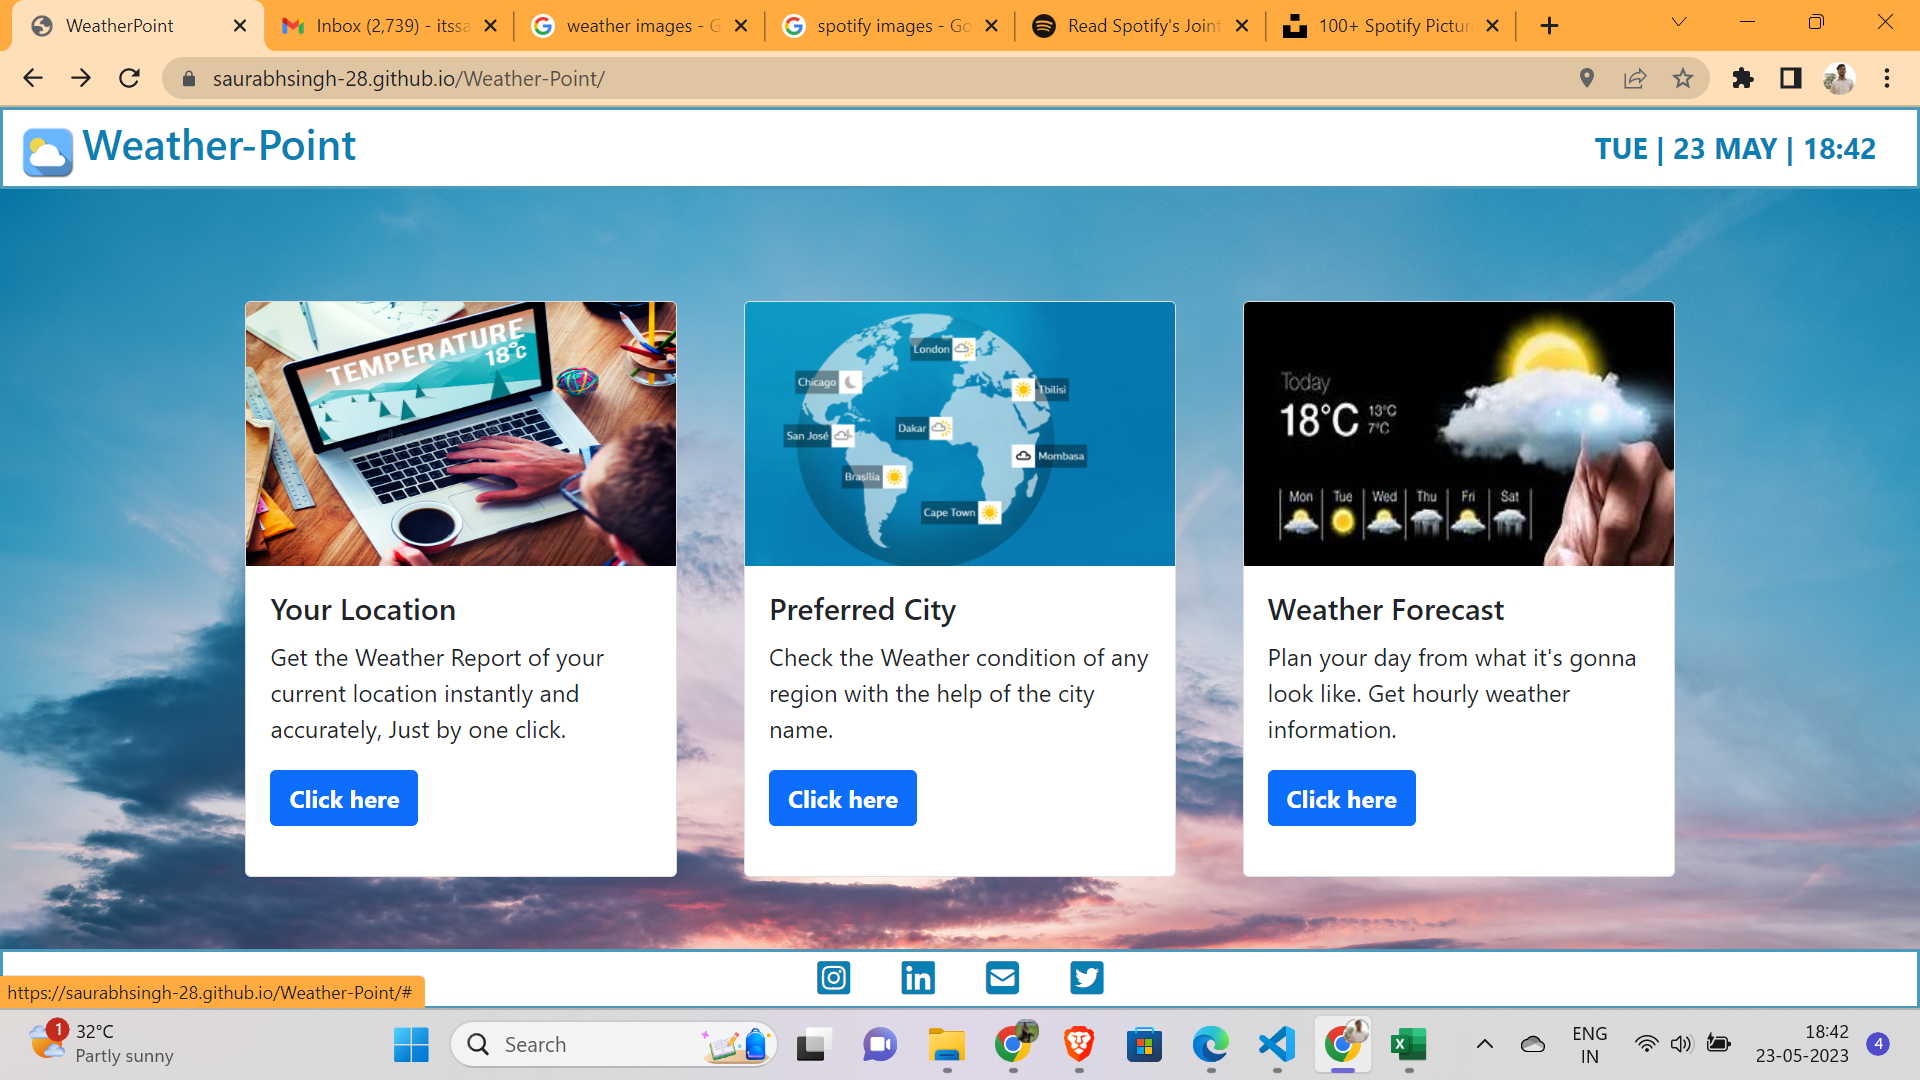 WeatherPoint
Inbox (2,739) - itssa
weather images - G
spotify images - Go
Read Spotify's Joint
100+ Spotify Pictur
saurabhsingh-28.github.io/Weather-Point/
Weather-Point
TUE | 23 MAY | 18:42
TEMPERATURE
18°C
London
Chicago
Tbilisi
San José
Dakar
Mombasa
Brasília
Cape Town
Today
18°C
13°C
7°C
Mon Tue Wed Thu Fri Sat
Your Location
Get the Weather Report of your
current location instantly and
accurately, Just by one click.
Click here
Preferred City
Check the Weather condition of any
region with the help of the city
name.
Click here
Weather Forecast
Plan your day from what it's gonna
look like. Get hourly weather
information.
Click here
https://saurabhsingh-28.github.io/Weather-Point/#
1
32°C
Partly sunny
Search
ENG
IN
18:42
23-05-2023
4